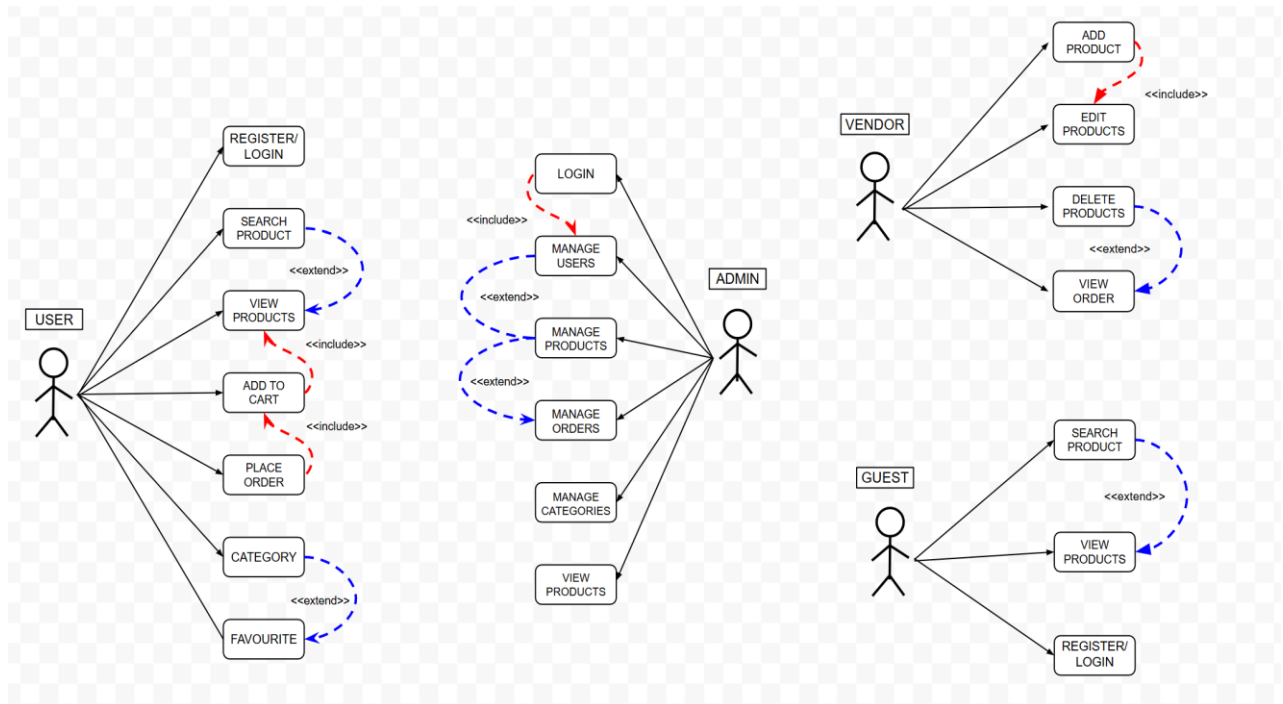 USER
REGISTER/
LOGIN
SEARCH
PRODUCT
<<extend>>
VIEW
PRODUCTS
<<include>>
ADD TO
CART
<<include>>
PLACE
ORDER
CATEGORY
<<extend>>
FAVOURITE
ADMIN
LOGIN
<<include>>
MANAGE
USERS
<<extend>>
MANAGE
PRODUCTS
<<extend>>
MANAGE
ORDERS
MANAGE
CATEGORIES
VIEW
PRODUCTS
VENDOR
ADD
PRODUCT
<<include>>
EDIT
PRODUCTS
DELETE
PRODUCTS
<<extend>>
VIEW
ORDER
GUEST
SEARCH
PRODUCT
<<extend>>
VIEW
PRODUCTS
REGISTER/
LOGIN